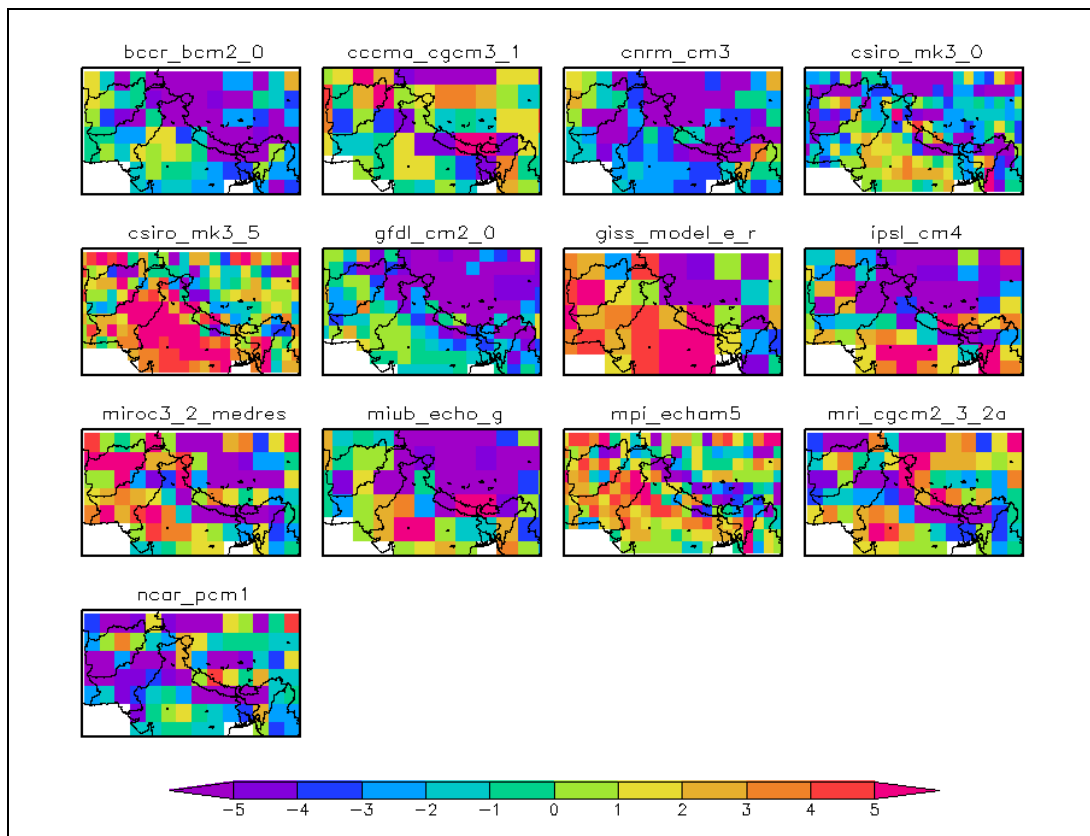 bccr_bcm2_0 cccma_cgcm3_1 cnrm_cm3 csiro_mk3_0
csiro_mk3_5 gfdl_cm2_0 giss_model_e_r ipsl_cm4
miroc3_2_medres miub_echo_g mpi_echam5 mri_cgcm2_3_2a
ncar_pcm1
-5 -4 -3 -2 -1 0 1 2 3 4 5